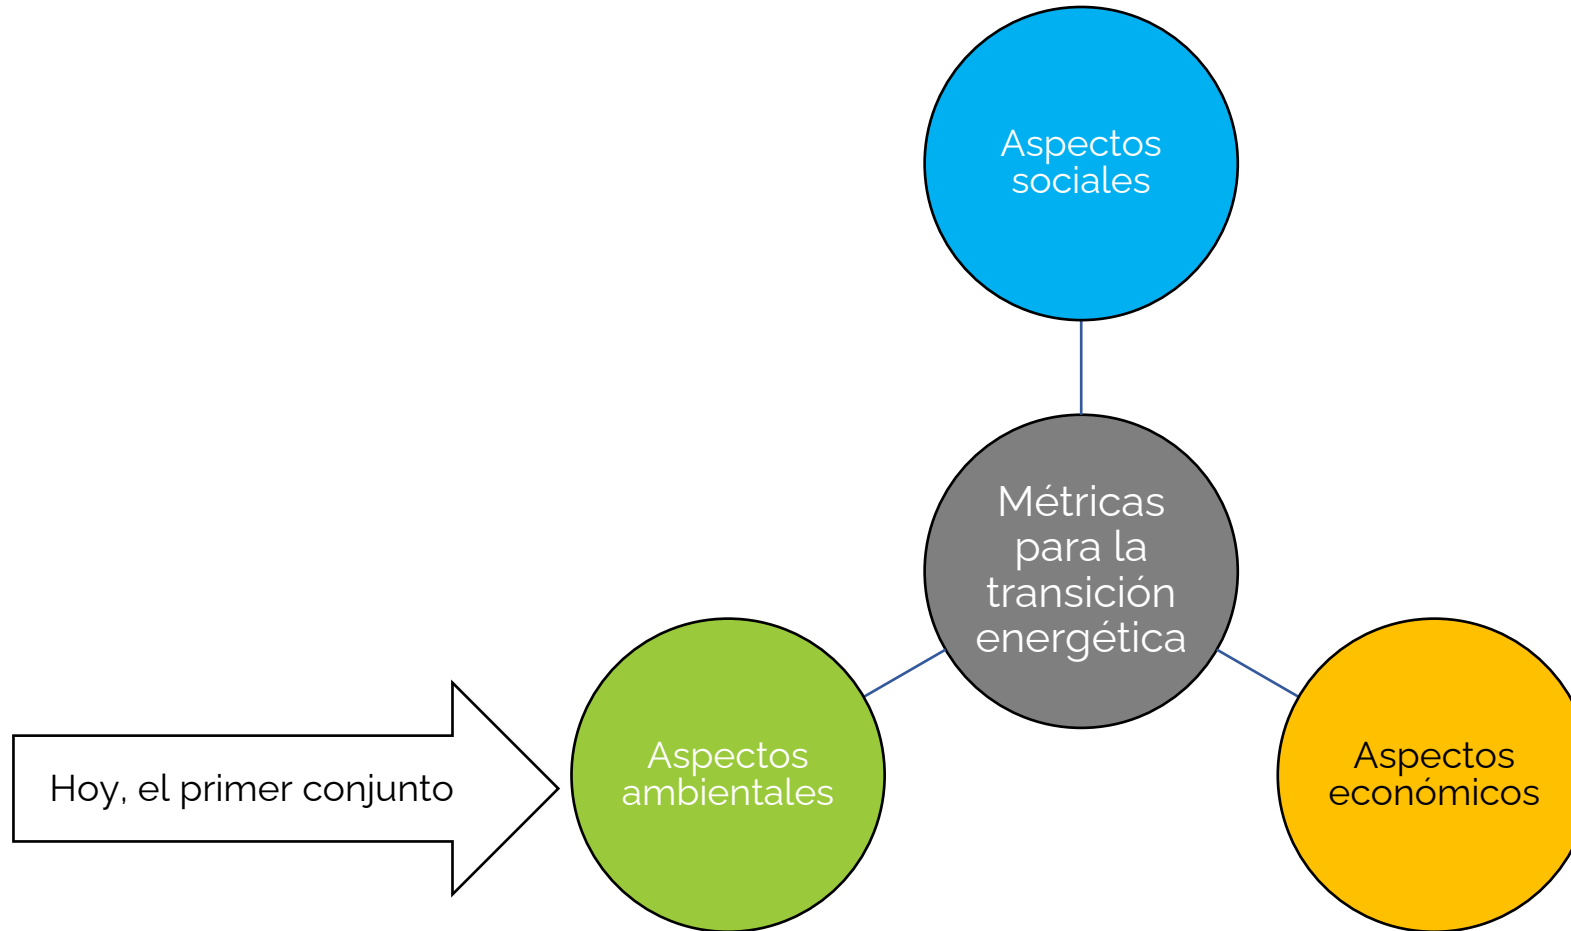 Aspectos
sociales
Métricas
para la
transición
energética
Hoy, el primer conjunto
Aspectos
ambientales
Aspectos
económicos